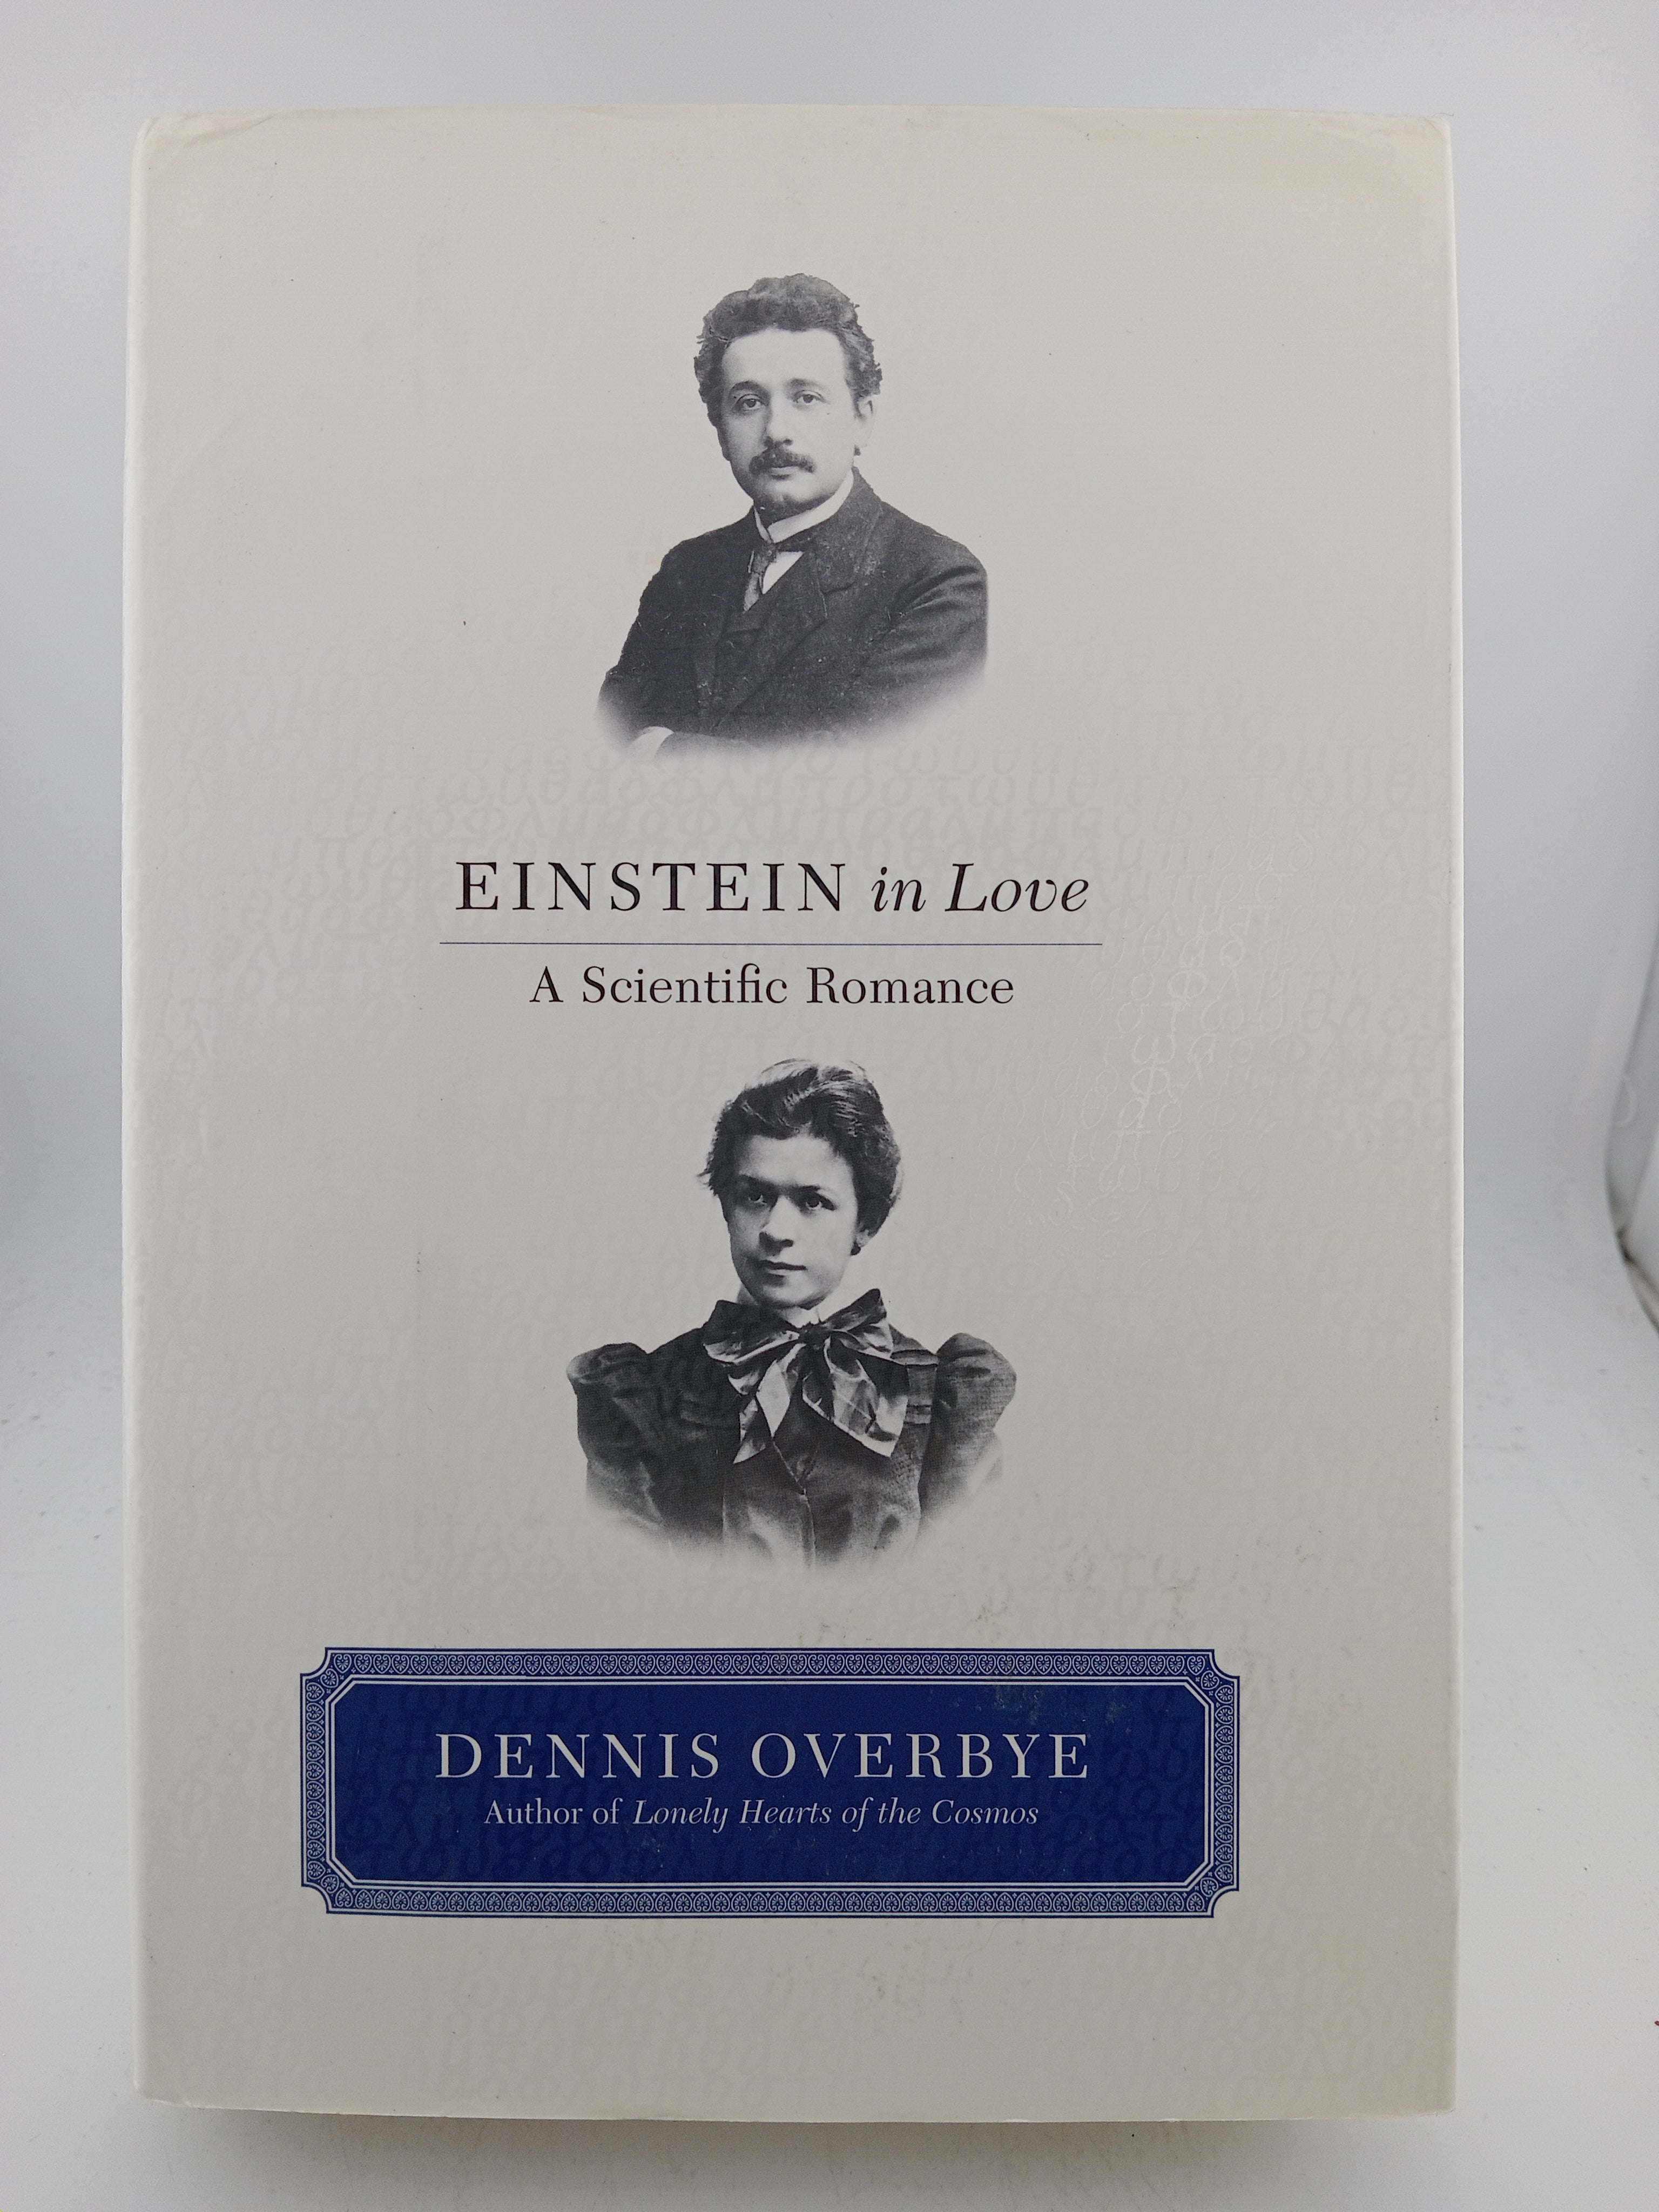 EINSTEIN in Love
A Scientific Romance
DENNIS OVERBYE
Author of Lonely Hearts of the Cosmos